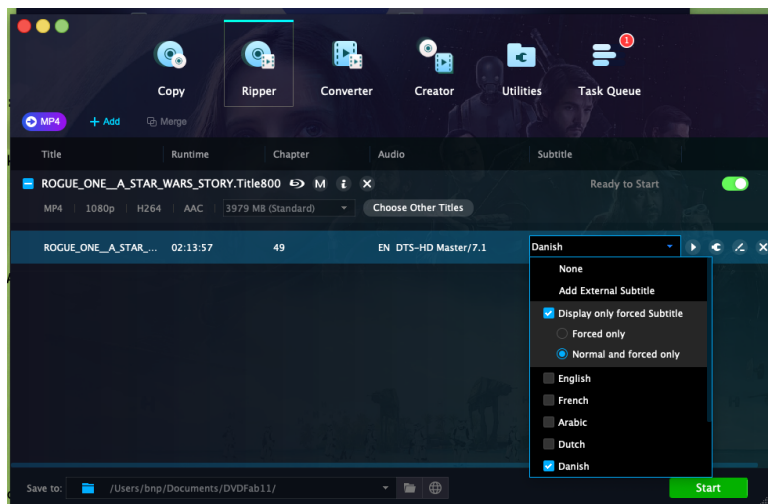 1
Copy
Ripper
Converter
Creator
Utilities
Task Queue
MP4
+ Add
Merge
Title Runtime Chapter Audio Subtitle
ROGUE_ONE__A_STAR_WARS_STORY.Title800 M i X Ready to Start
MP4 1080p H264 AAC 3979 MB (Standard) Choose Other Titles
ROGUE_ONE__A_STAR_... 02:13:57 49 EN DTS-HD Master/7.1 Danish
None
Add External Subtitle
Display only forced Subtitle
Forced only
Normal and forced only
English
French
Arabic
Dutch
Danish
Save to: /Users/bnp/Documents/DVDFab11/ Start